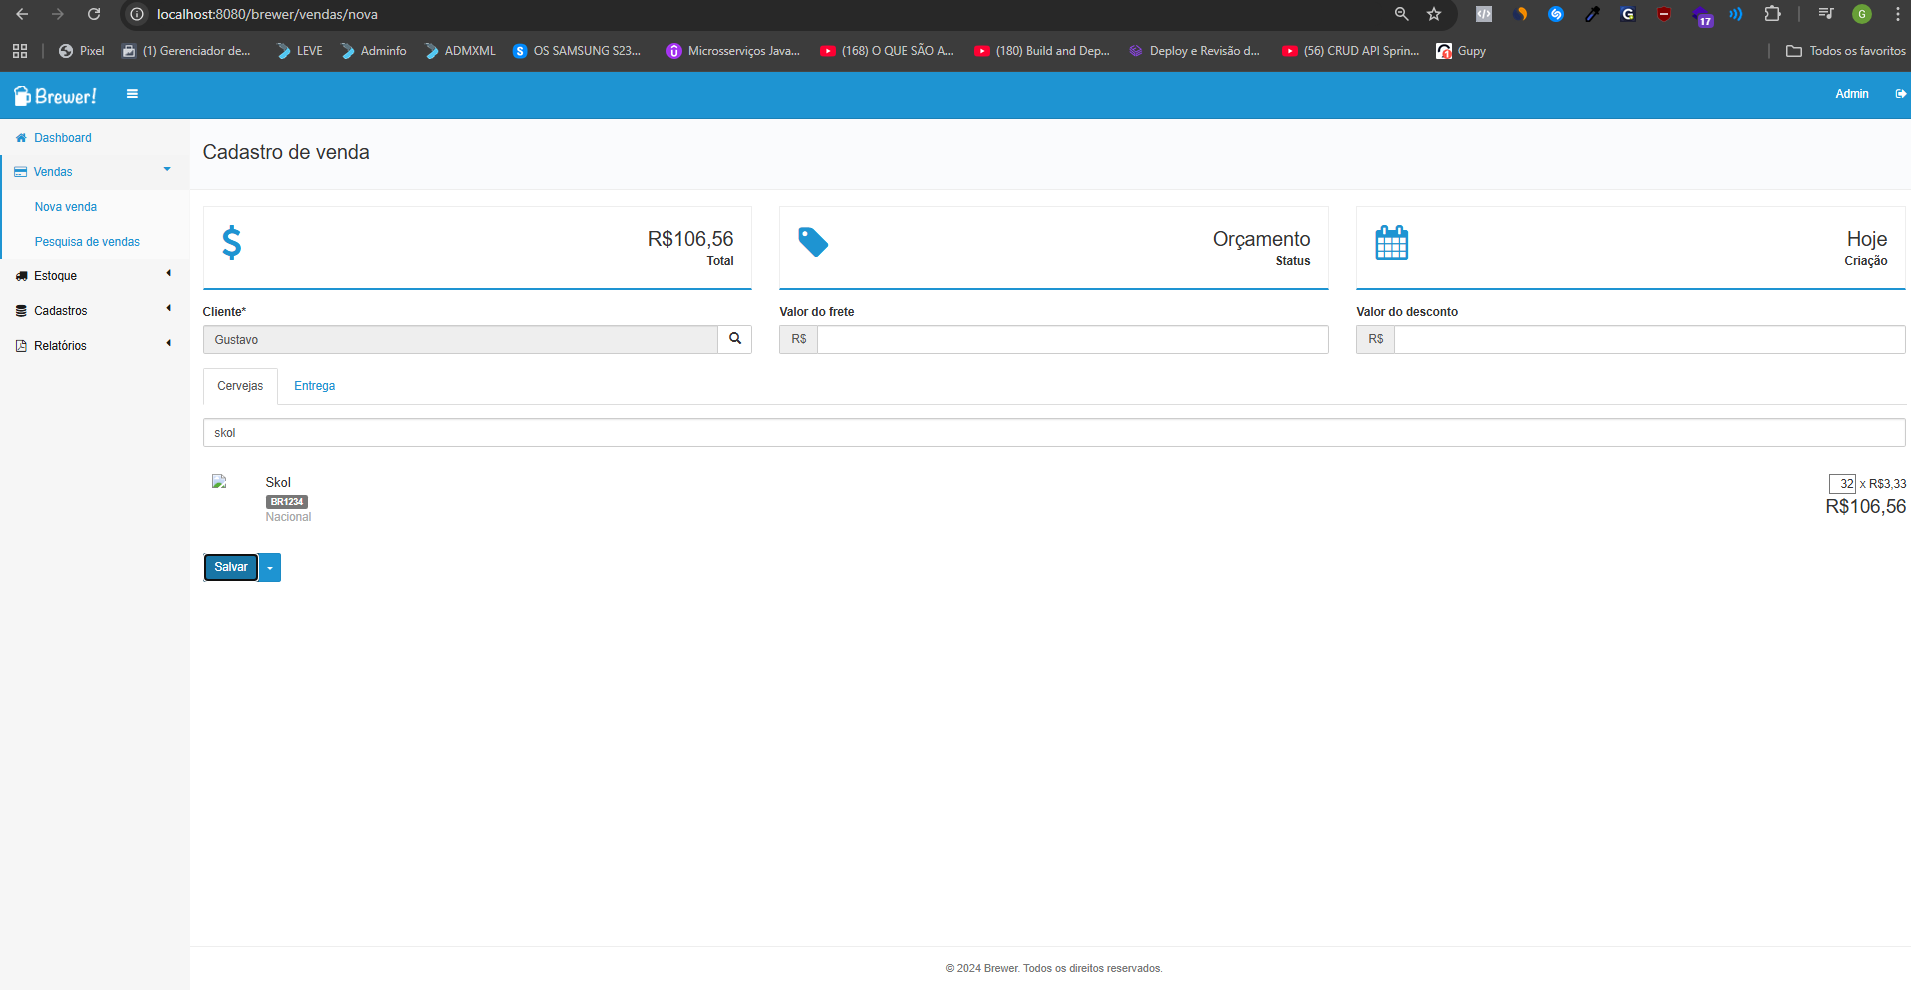 localhost:8080/brewer/vendas/nova
17
G
Pixel
(1) Gerenciador de...
LEVE
Adminfo
ADMXML
OS SAMSUNG S23...
Microsserviços Java...
(168) O QUE SÃO A...
(180) Build and Dep...
Deploy e Revisão d...
(56) CRUD API Sprin...
Gupy
Todos os favoritos
Brewer!
Admin
Dashboard
Vendas
Nova venda
Pesquisa de vendas
Estoque
Cadastros
Relatórios
Cadastro de venda
R$106,56
Total
Orçamento
Status
Hoje
Criação
Cliente*
Gustavo
Valor do frete
R$
Valor do desconto
R$
Cervejas
Entrega
skol
Skol
BR1234
Nacional
32 x R$3,33
R$106,56
Salvar
© 2024 Brewer. Todos os direitos reservados.